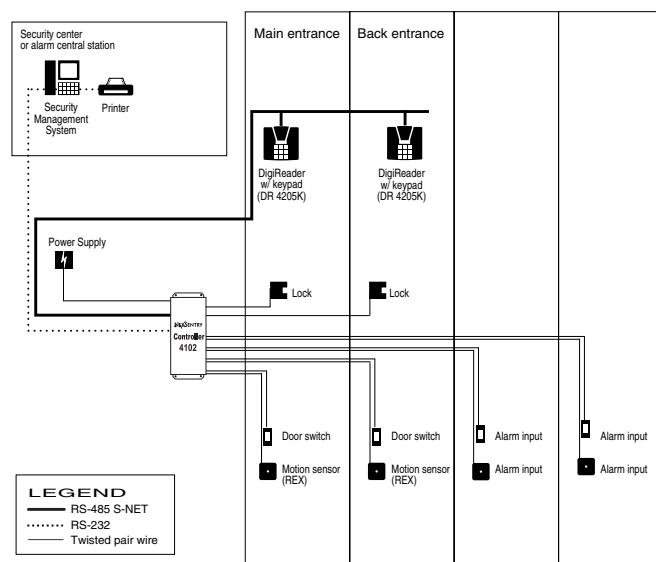 Security center
or alarm central station
Security
Management
System
Printer
Main entrance
Back entrance
DigiReader
w/ keypad
(DR 4205K)
DigiReader
w/ keypad
(DR 4205K)
Power Supply
Lock
Lock
NexSentry
Controller
4102
Door switch
Door switch
Alarm input
Alarm input
Motion sensor
(REX)
Motion sensor
(REX)
Alarm input
Alarm input
LEGEND
RS-485 S-NET
RS-232
Twisted pair wire